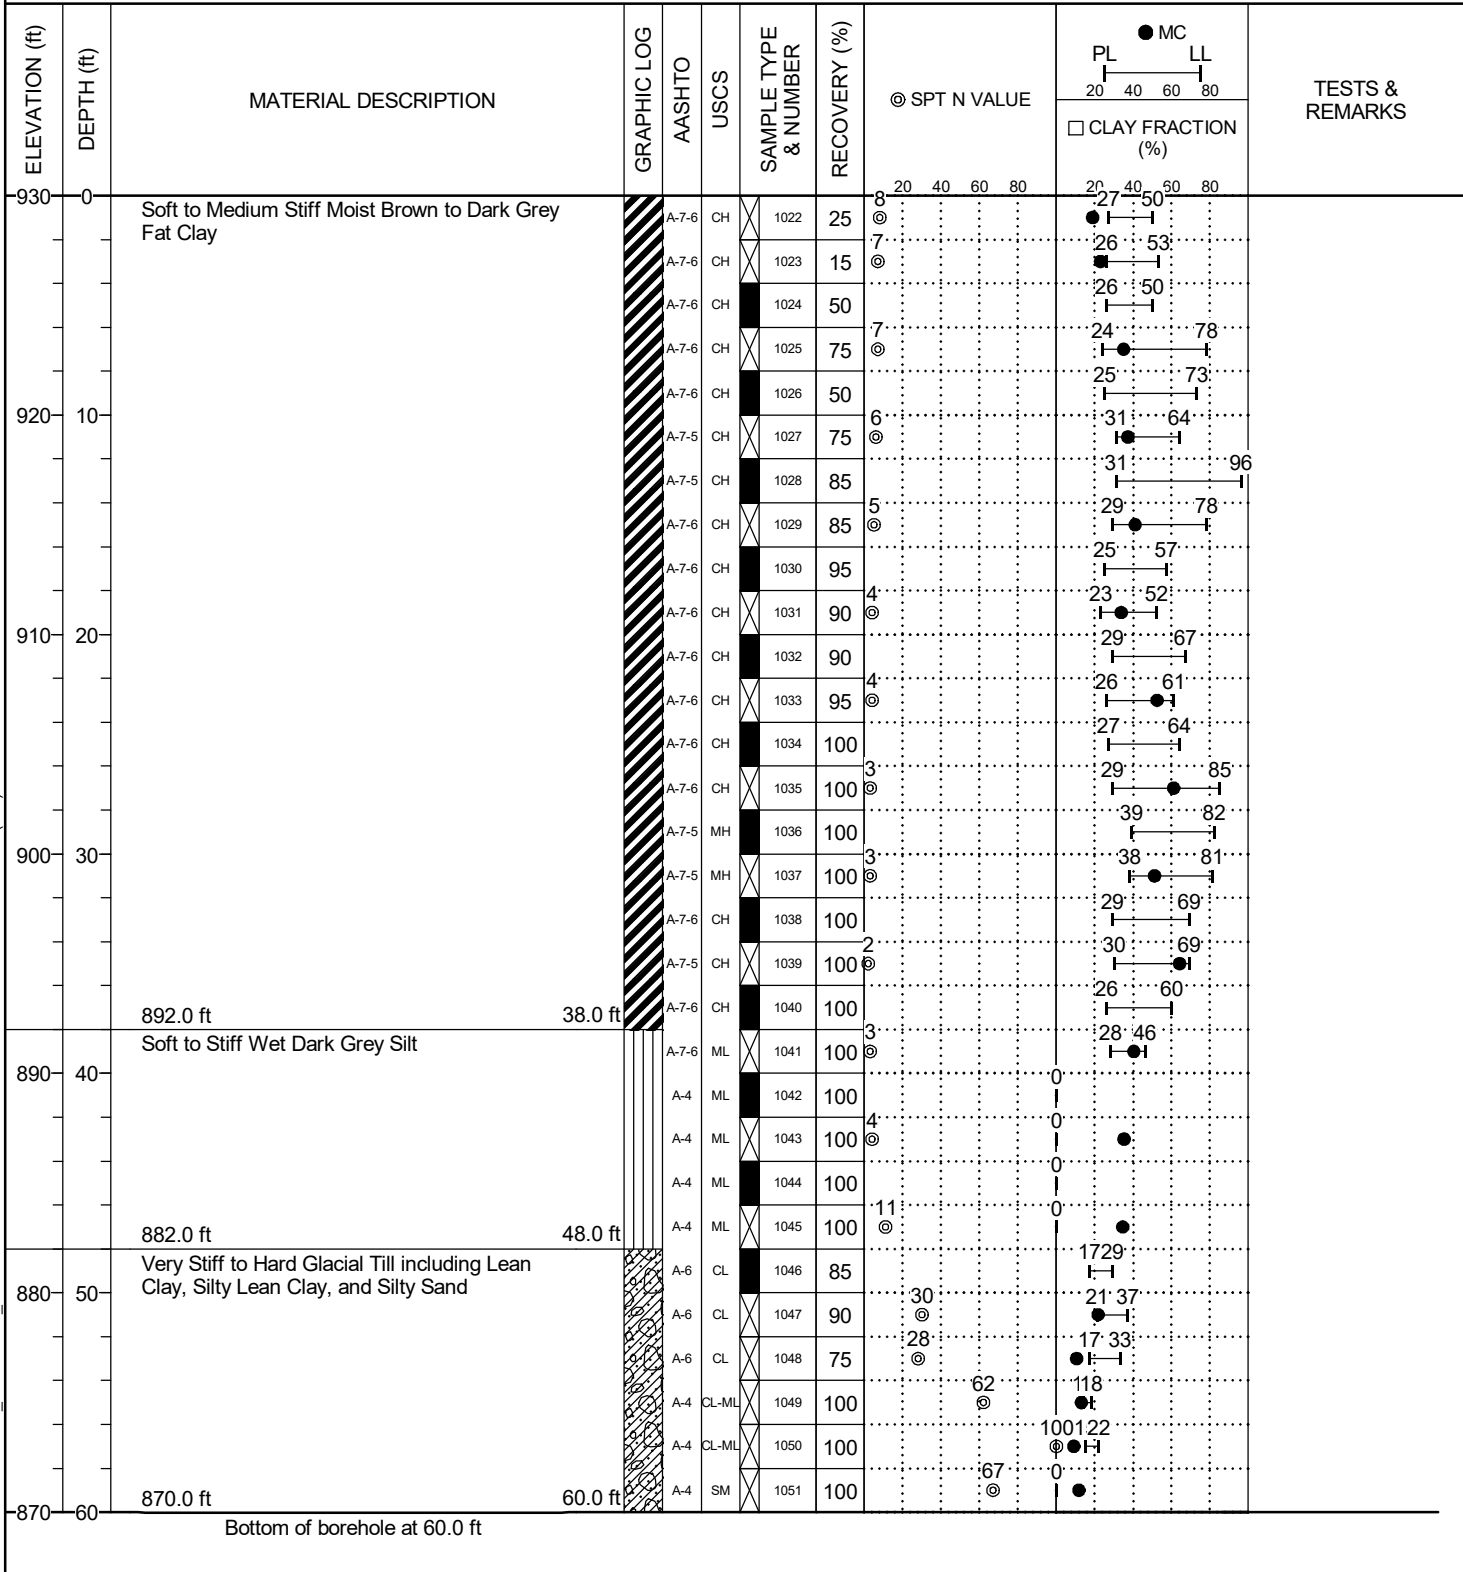 ELEVATION (ft)
DEPTH (ft)
MATERIAL DESCRIPTION
GRAPHIC LOG
AASHTO
USCS
SAMPLE TYPE
& NUMBER
RECOVERY (%)
SPT N VALUE
20 40 60 80
MC
PL LL
20 40 60 80
CLAY FRACTION
(%)
20 40 60 80
TESTS &
REMARKS
930 0
Soft to Medium Stiff Moist Brown to Dark Grey
Fat Clay
A-7-6 CH 1022 25 8 27 50
A-7-6 CH 1023 15 7 26 53
A-7-6 CH 1024 50 26 50
A-7-6 CH 1025 75 7 24 78
A-7-6 CH 1026 50 25 73
920 10
A-7-5 CH 1027 75 6 31 64
A-7-5 CH 1028 85 31 96
A-7-6 CH 1029 85 5 29 78
A-7-6 CH 1030 95 25 57
A-7-6 CH 1031 90 4 23 52
910 20
A-7-6 CH 1032 90 29 67
A-7-6 CH 1033 95 4 26 61
A-7-6 CH 1034 100 27 64
A-7-6 CH 1035 100 3 29 85
A-7-5 MH 1036 100 39 82
900 30
A-7-5 MH 1037 100 3 38 81
A-7-6 CH 1038 100 29 69
A-7-5 CH 1039 100 2 30 69
A-7-6 CH 1040 100 26 60
892.0 ft 38.0 ft
Soft to Stiff Wet Dark Grey Silt
A-7-6 ML 1041 100 3 28 46
890 40
A-4 ML 1042 100 0
A-4 ML 1043 100 4 0
A-4 ML 1044 100 0
A-4 ML 1045 100 11 0
882.0 ft 48.0 ft
Very Stiff to Hard Glacial Till including Lean
Clay, Silty Lean Clay, and Silty Sand
A-6 CL 1046 85 17 29
880 50
A-6 CL 1047 90 30 21 37
A-6 CL 1048 75 28 17 33
A-4 CL-ML 1049 100 62 18
A-4 CL-ML 1050 100 100 22
A-4 SM 1051 100 67 0
870.0 ft 60.0 ft
870 60
Bottom of borehole at 60.0 ft